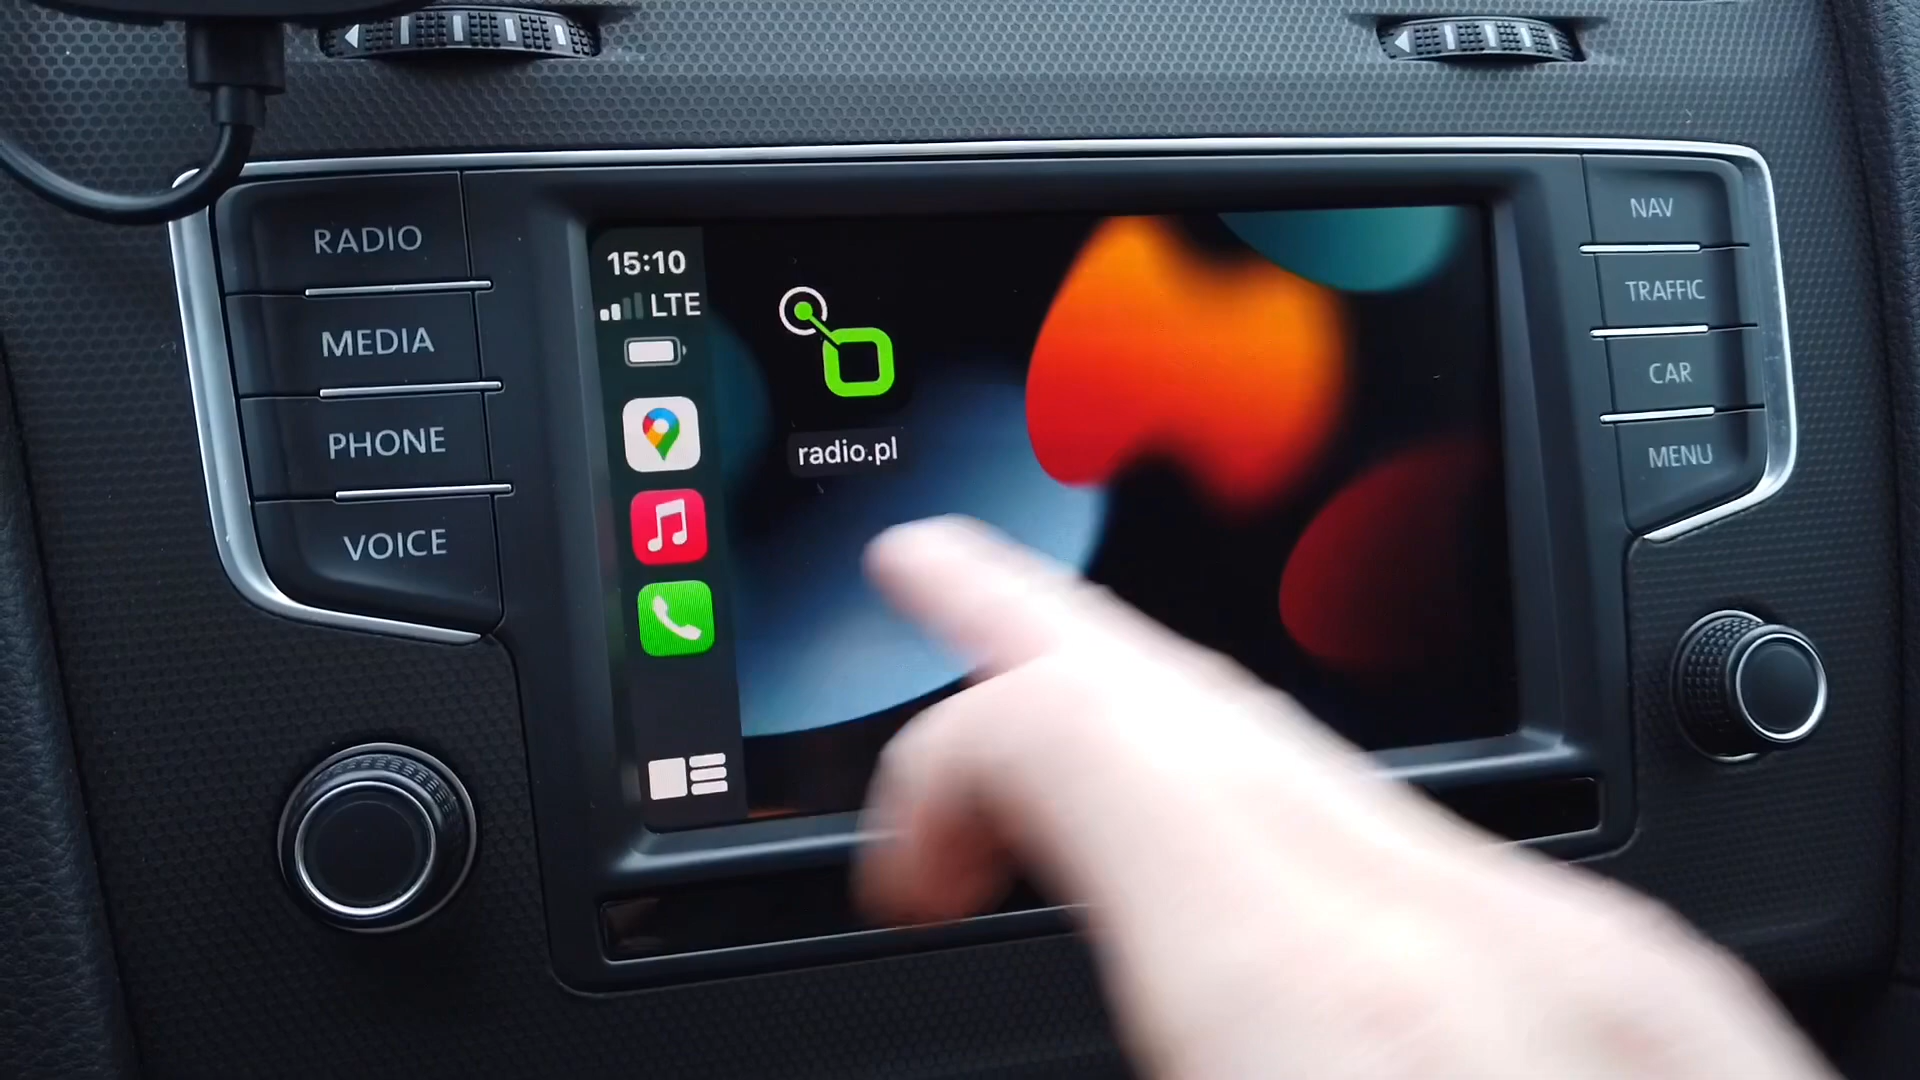 RADIO
MEDIA
PHONE
VOICE
15:10
LTE
radio.pl
NAV
TRAFFIC
CAR
MENU